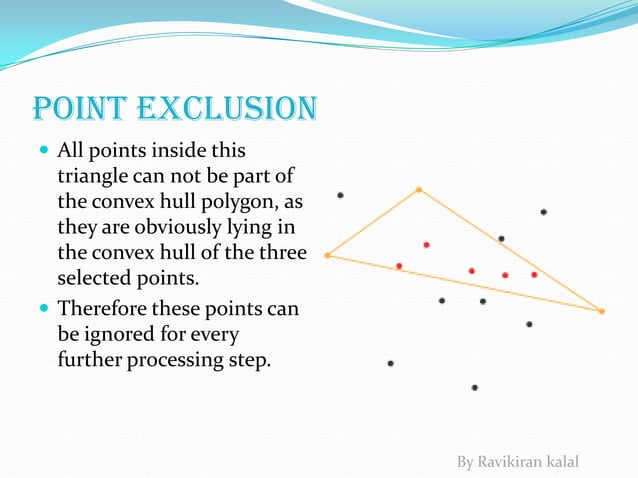 POINT EXCLUSION
All points inside this
triangle can not be part of
the convex hull polygon, as
they are obviously lying in
the convex hull of the three
selected points.
Therefore these points can
be ignored for every
further processing step.
By Ravikiran kalal